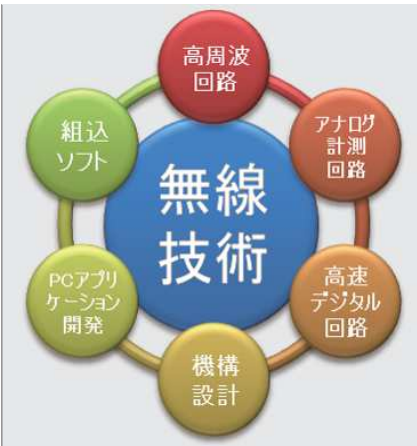 高周波
回路
アナログ
計測
回路
高速
デジタル
回路
機構
設計
PCアプリ
ケーション
開発
組込
ソフト
無線
技術